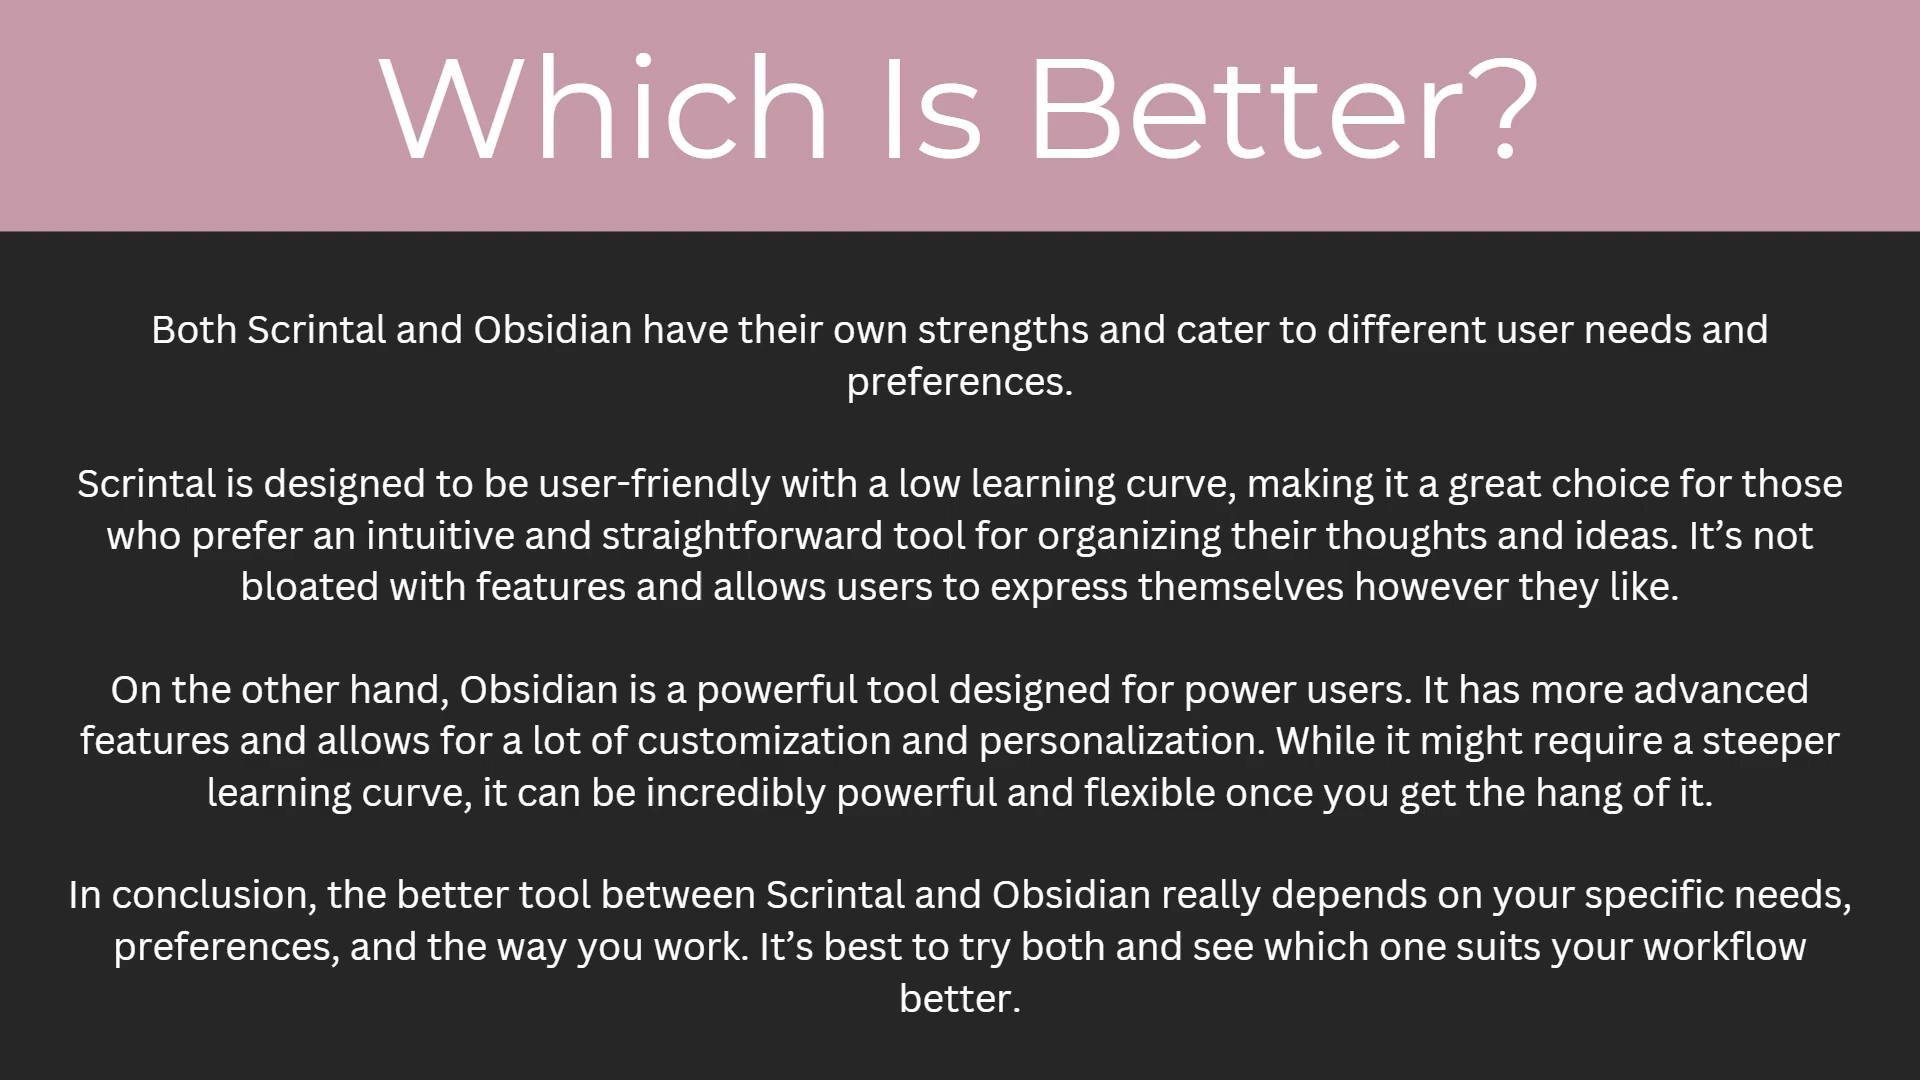 Which Is Better?
Both Scrintal and Obsidian have their own strengths and cater to different user needs and
preferences.
Scrintal is designed to be user-friendly with a low learning curve, making it a great choice for those
who prefer an intuitive and straightforward tool for organizing their thoughts and ideas. It’s not
bloated with features and allows users to express themselves however they like.
On the other hand, Obsidian is a powerful tool designed for power users. It has more advanced
features and allows for a lot of customization and personalization. While it might require a steeper
learning curve, it can be incredibly powerful and flexible once you get the hang of it.
In conclusion, the better tool between Scrintal and Obsidian really depends on your specific needs,
preferences, and the way you work. It’s best to try both and see which one suits your workflow
better.